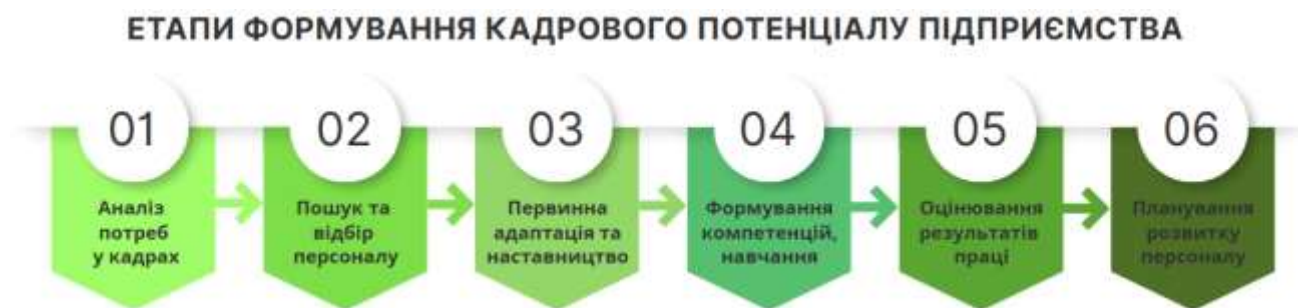 ЕТАПИ ФОРМУВАННЯ КАДРОВОГО ПОТЕНЦІАЛУ ПІДПРИЄМСТВА
01
Аналіз
потреб
у кадрах
02
Пошук та
відбір
персоналу
03
Первинна
адаптація та
наставництво
04
Формування
компетенцій,
навчання
05
Оцінювання
результатів
праці
06
Планування
розвитку
персоналу